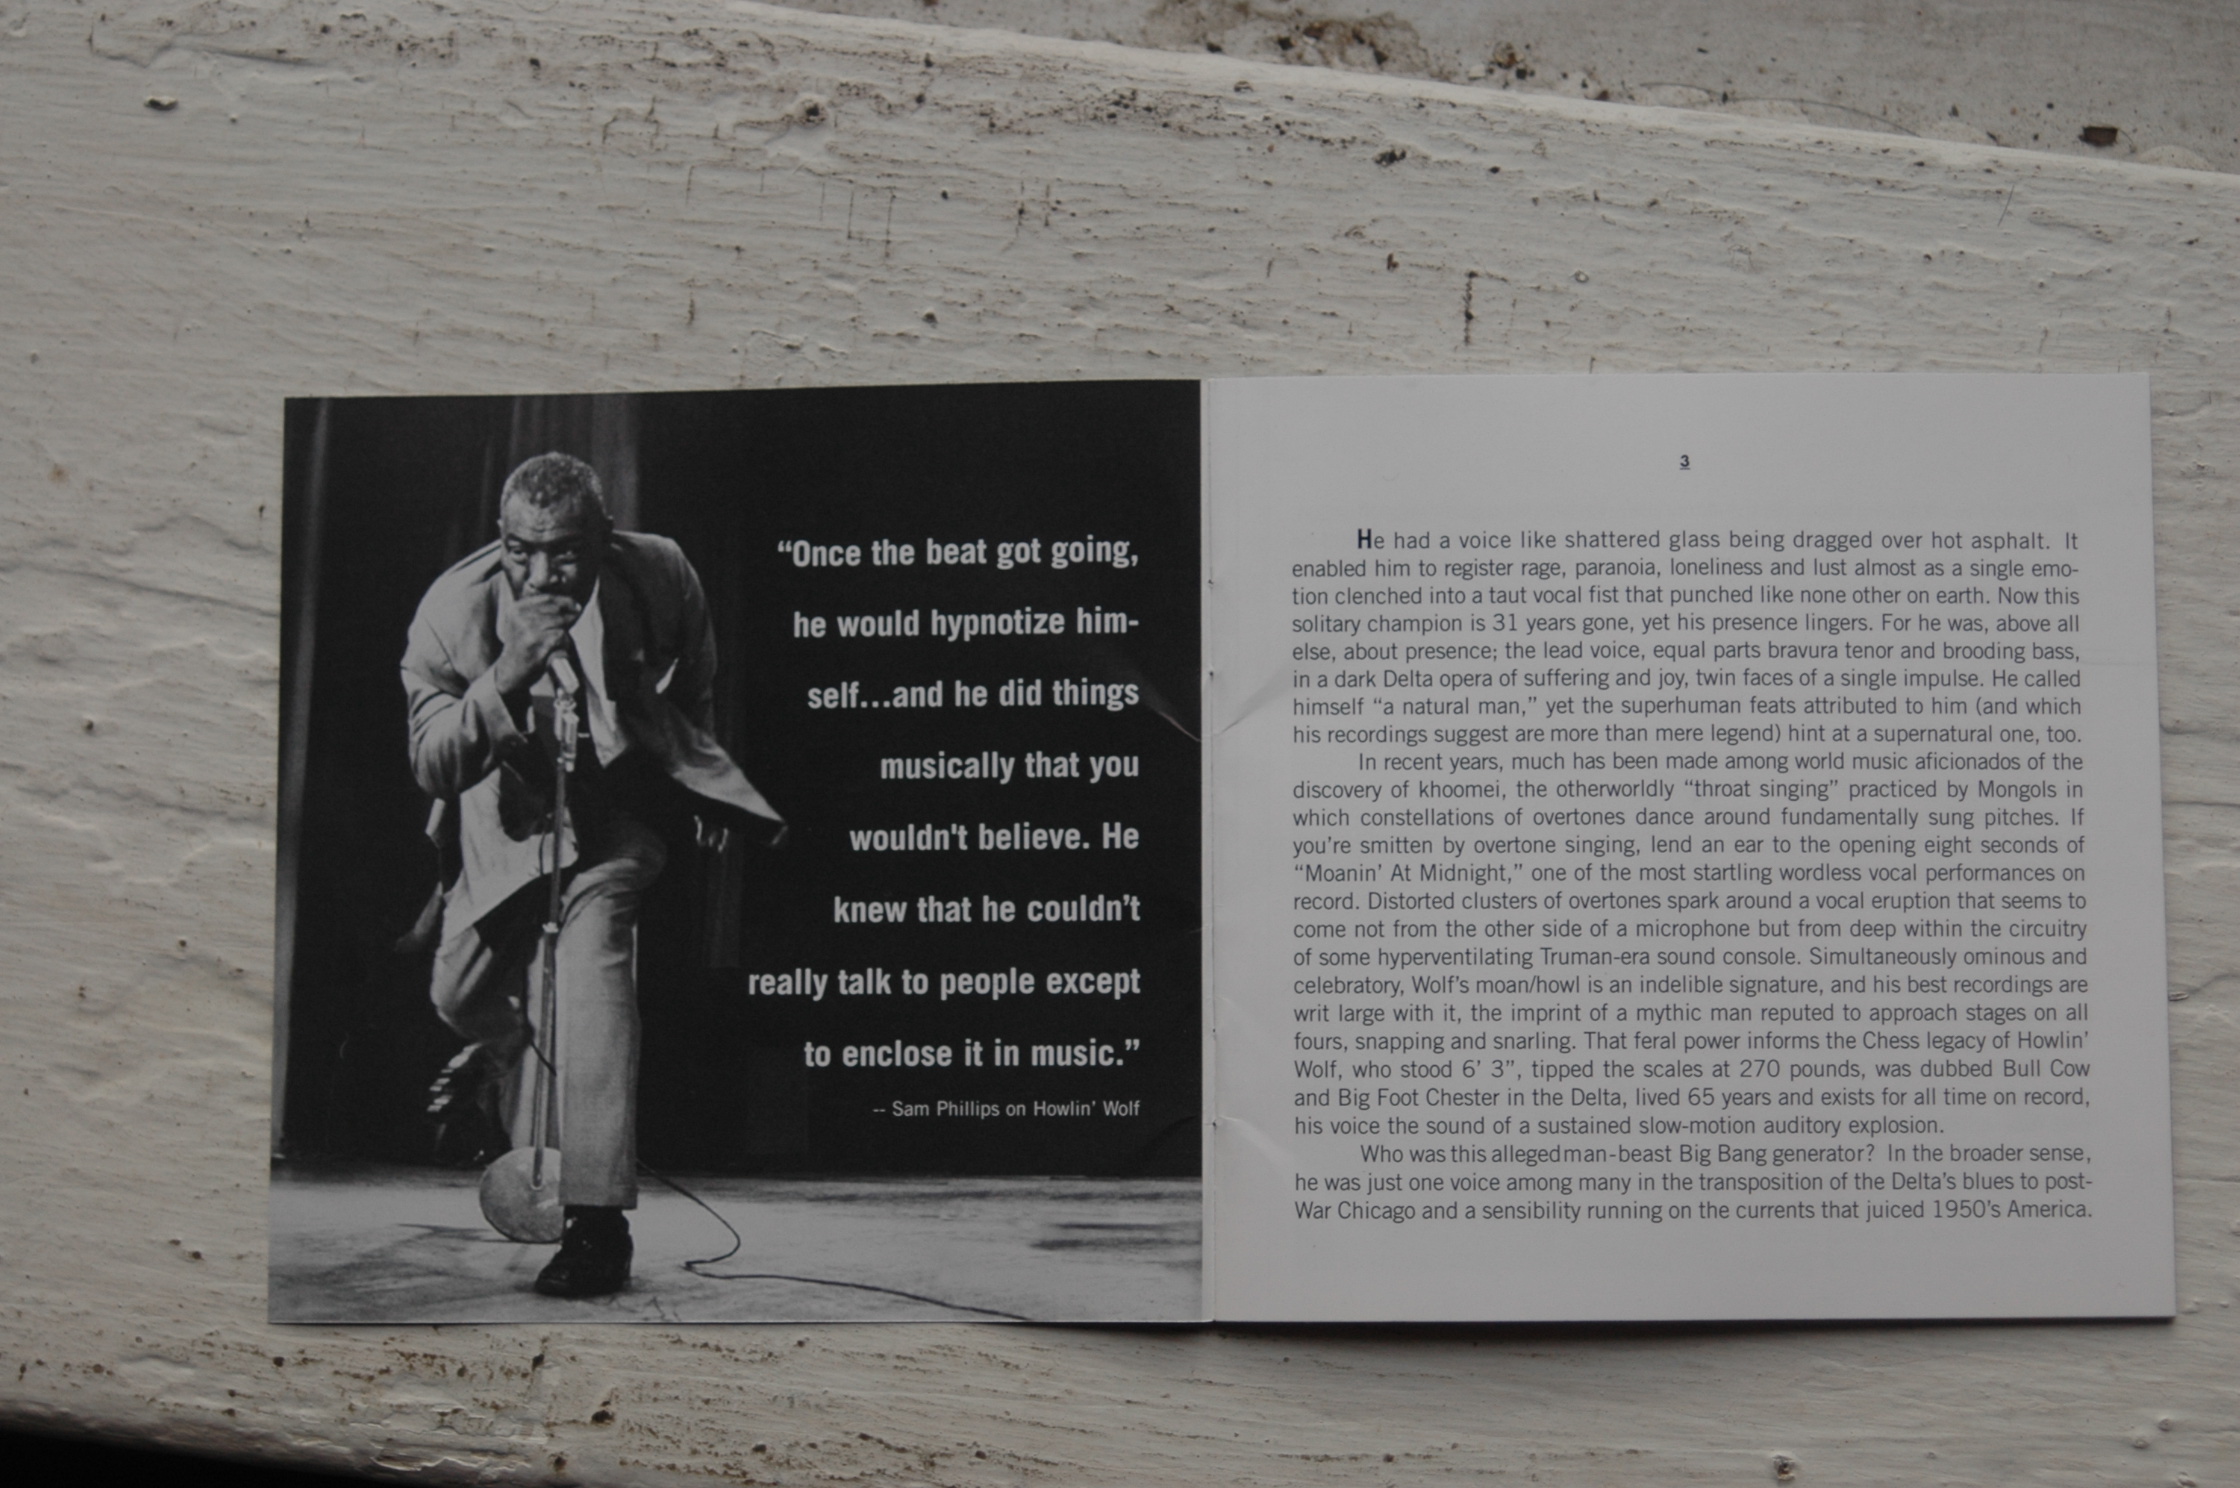 “Once the beat got going,
he would hypnotize him-
self...and he did things
musically that you
wouldn't believe. He
knew that he couldn’t
really talk to people except
to enclose it in music.”
-- Sam Phillips on Howlin’ Wolf
3
He had a voice like shattered glass being dragged over hot asphalt. It
enabled him to register rage, paranoia, loneliness and lust almost as a single emo-
tion clenched into a taut vocal fist that punched like none other on earth. Now this
solitary champion is 31 years gone, yet his presence lingers. For he was, above all
else, about presence; the lead voice, equal parts bravura tenor and brooding bass,
in a dark Delta opera of suffering and joy, twin faces of a single impulse. He called
himself “a natural man,” yet the superhuman feats attributed to him (and which
his recordings suggest are more than mere legend) hint at a supernatural one, too.
In recent years, much has been made among world music aficionados of the
discovery of khoomei, the otherworldly “throat singing” practiced by Mongols in
which constellations of overtones dance around fundamentally sung pitches. If
you’re smitten by overtone singing, lend an ear to the opening eight seconds of
“Moanin’ At Midnight,” one of the most startling wordless vocal performances on
record. Distorted clusters of overtones spark around a vocal eruption that seems to
come not from the other side of a microphone but from deep within the circuitry
of some hyperventilating Truman-era sound console. Simultaneously ominous and
celebratory, Wolf’s moan/howl is an indelible signature, and his best recordings are
writ large with it, the imprint of a mythic man reputed to approach stages on all
fours, snapping and snarling. That feral power informs the Chess legacy of Howlin’
Wolf, who stood 6’ 3”, tipped the scales at 270 pounds, was dubbed Bull Cow
and Big Foot Chester in the Delta, lived 65 years and exists for all time on record,
his voice the sound of a sustained slow-motion auditory explosion.
Who was this alleged man-beast Big Bang generator? In the broader sense,
he was just one voice among many in the transposition of the Delta’s blues to post-
War Chicago and a sensibility running on the currents that juiced 1950’s America.